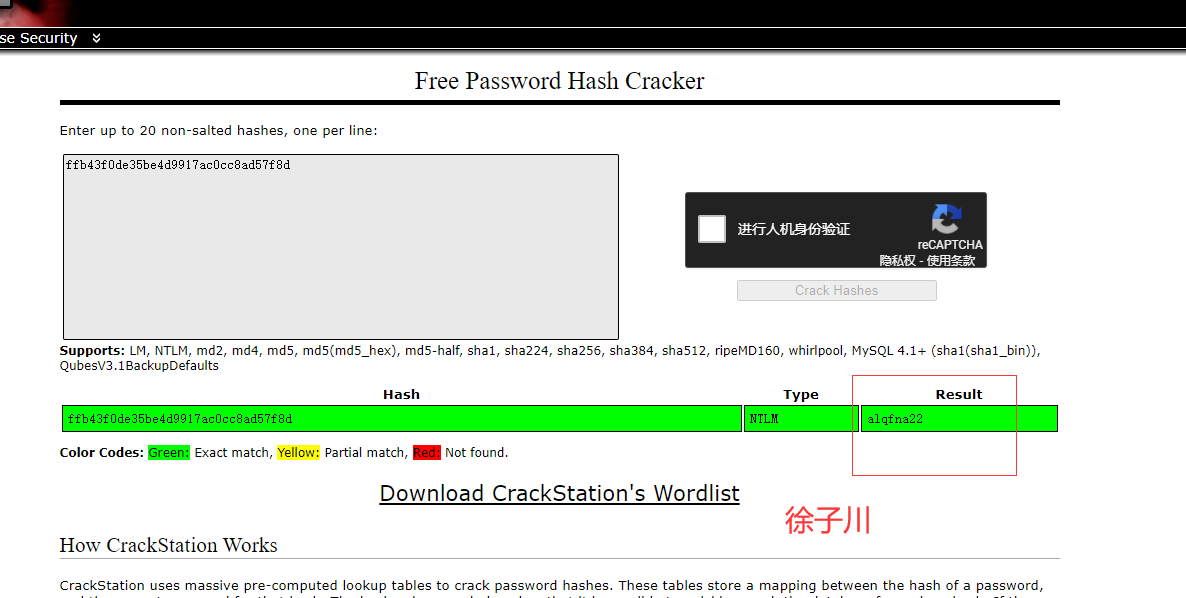 se Security
Free Password Hash Cracker
Enter up to 20 non-salted hashes, one per line:
ffb43f0de35be4d9917ac0cc8ad57f8d
进行人机身份验证
reCAPTCHA
隐私权 - 使用条款
Crack Hashes
Supports: LM, NTLM, md2, md4, md5, md5(md5_hex), md5-half, sha1, sha224, sha256, sha384, sha512, ripeMD160, whirlpool, MySQL 4.1+ (sha1(sha1_bin)),
QubesV3.1BackupDefaults
Hash Type Result
ffb43f0de35be4d9917ac0cc8ad57f8d NTLM alqfna22
Color Codes: Green: Exact match, Yellow: Partial match, Red: Not found.
Download CrackStation's Wordlist
徐子川
How CrackStation Works
CrackStation uses massive pre-computed lookup tables to crack password hashes. These tables store a mapping between the hash of a password,